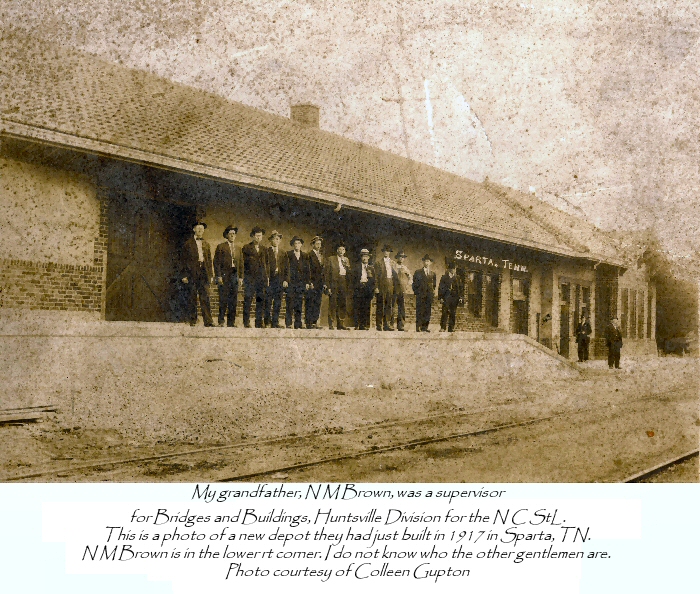 SPARTA, TENN.
My grandfather, N M Brown, was a supervisor
for Bridges and Buildings, Huntsville Division for the N C StL.
This is a photo of a new depot they had just built in 1917 in Sparta, TN.
N M Brown is in the lower rt corner. I do not know who the other gentlemen are.
Photo courtesy of Colleen Gupton